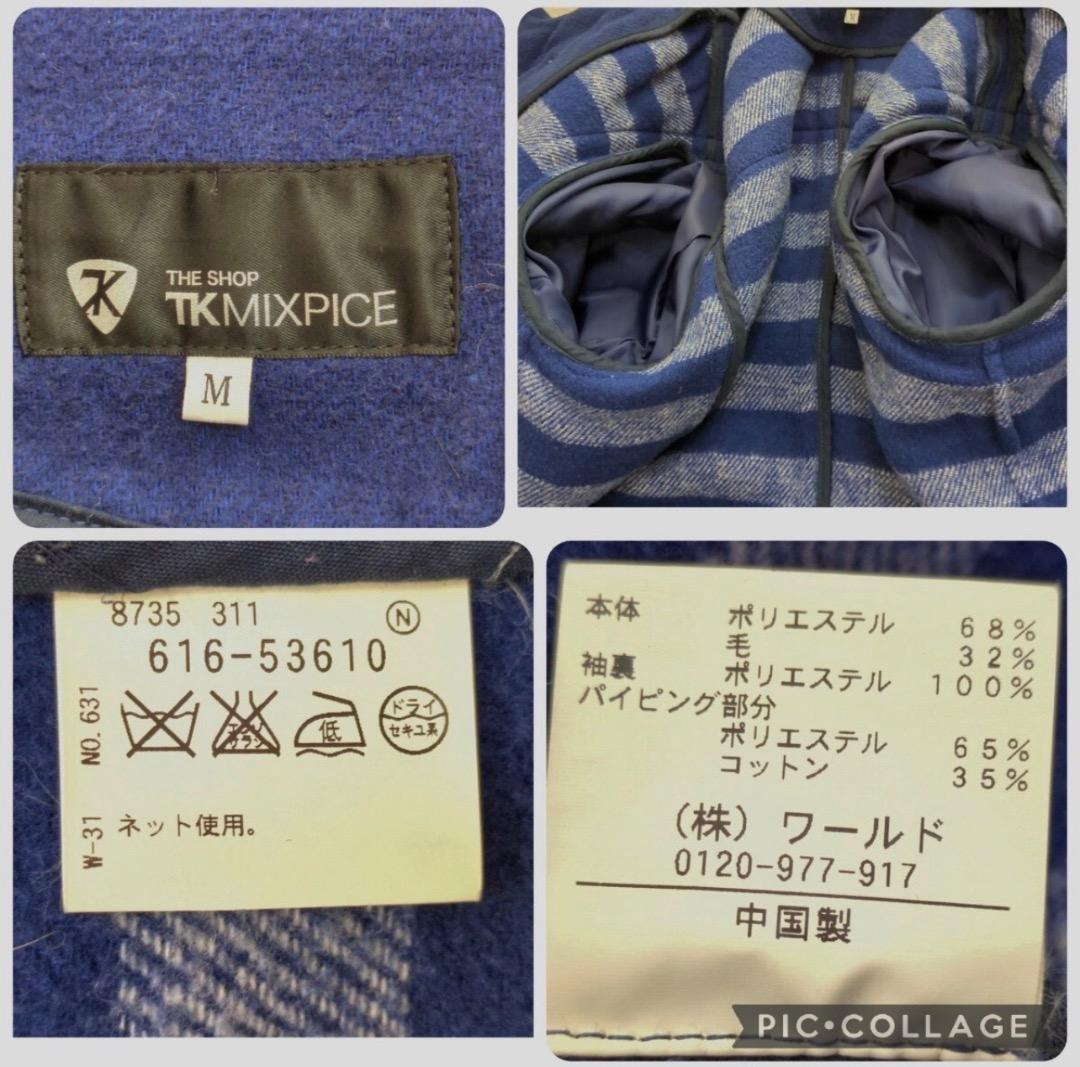 TK
THE SHOP
TKMIXPICE
M
8735 311 N
616-53610
NO.631
低
ドライ
セキユ系
W-31
ネット使用。
本体 ポリエステル 68%
毛 32%
袖裏 ポリエステル 100%
パイピング部分
ポリエステル 65%
コットン 35%
(株) ワールド
0120-977-917
中国製
PIC•COLLAGE